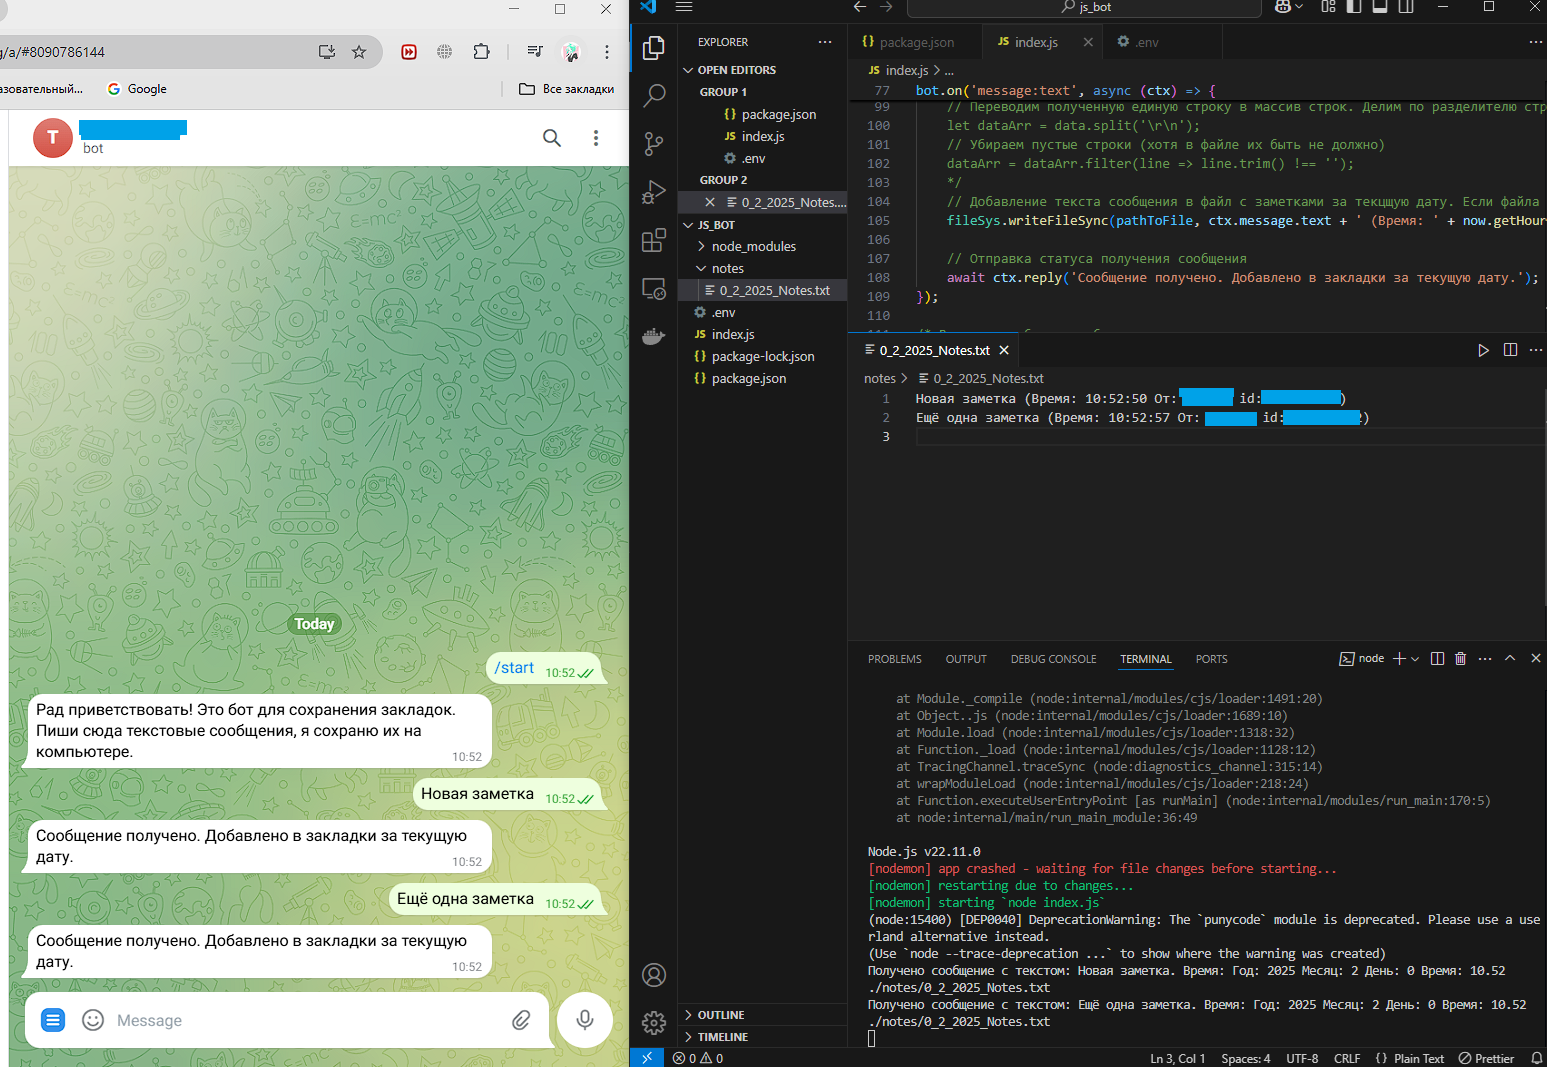 g/a/#8090786144
азовательный...
Google
Все закладки
T
bot
Today
/start 10:52
Рад приветствовать! Это бот для сохранения закладок.
Пиши сюда текстовые сообщения, я сохраню их на
компьютере.
10:52
Новая заметка 10:52
Сообщение получено. Добавлено в закладки за текущую
дату.
10:52
Ещё одна заметка 10:52
Сообщение получено. Добавлено в закладки за текущую
дату.
10:52
Message
js_bot
EXPLORER
OPEN EDITORS
GROUP 1
{} package.json
JS index.js
.env
GROUP 2
0_2_2025_Notes....
JS_BOT
node_modules
notes
0_2_2025_Notes.txt
.env
JS index.js
{} package-lock.json
{} package.json
OUTLINE
TIMELINE
{} package.json
JS index.js
.env
JS index.js > ...
77 bot.on('message:text', async (ctx) => {
99 // Переводим полученную единую строку в массив строк. Делим по разделителю стр
100 let dataArr = data.split('\r\n');
101 // Убираем пустые строки (хотя в файле их быть не должно)
102 dataArr = dataArr.filter(line => line.trim() !== '');
103 */
104 // Добавление текста сообщения в файл с заметками за текцщую дату. Если файла
105 fileSys.writeFileSync(pathToFile, ctx.message.text + ' (Время: ' + now.getHour
106
107 // Отправка статуса получения сообщения
108 await ctx.reply('Сообщение получено. Добавлено в закладки за текущую дату.');
109 });
110
0_2_2025_Notes.txt
notes > 0_2_2025_Notes.txt
1 Новая заметка (Время: 10:52:50 От: id: )
2 Ещё одна заметка (Время: 10:52:57 От: id: )
3
PROBLEMS OUTPUT DEBUG CONSOLE TERMINAL PORTS
node
at Module._compile (node:internal/modules/cjs/loader:1491:20)
at Object..js (node:internal/modules/cjs/loader:1689:10)
at Module.load (node:internal/modules/cjs/loader:1318:32)
at Function._load (node:internal/modules/cjs/loader:1128:12)
at TracingChannel.traceSync (node:diagnostics_channel:315:14)
at wrapModuleLoad (node:internal/modules/cjs/loader:218:24)
at Function.executeUserEntryPoint [as runMain] (node:internal/modules/run_main:170:5)
at node:internal/main/run_main_module:36:49
Node.js v22.11.0
[nodemon] app crashed - waiting for file changes before starting...
[nodemon] restarting due to changes...
[nodemon] starting `node index.js`
(node:15400) [DEP0040] DeprecationWarning: The `punycode` module is deprecated. Please use a use
rland alternative instead.
(Use `node --trace-deprecation ...` to show where the warning was created)
Получено сообщение с текстом: Новая заметка. Время: Год: 2025 Месяц: 2 День: 0 Время: 10.52
./notes/0_2_2025_Notes.txt
Получено сообщение с текстом: Ещё одна заметка. Время: Год: 2025 Месяц: 2 День: 0 Время: 10.52
./notes/0_2_2025_Notes.txt
0 0
Ln 3, Col 1 Spaces: 4 UTF-8 CRLF {} Plain Text Prettier